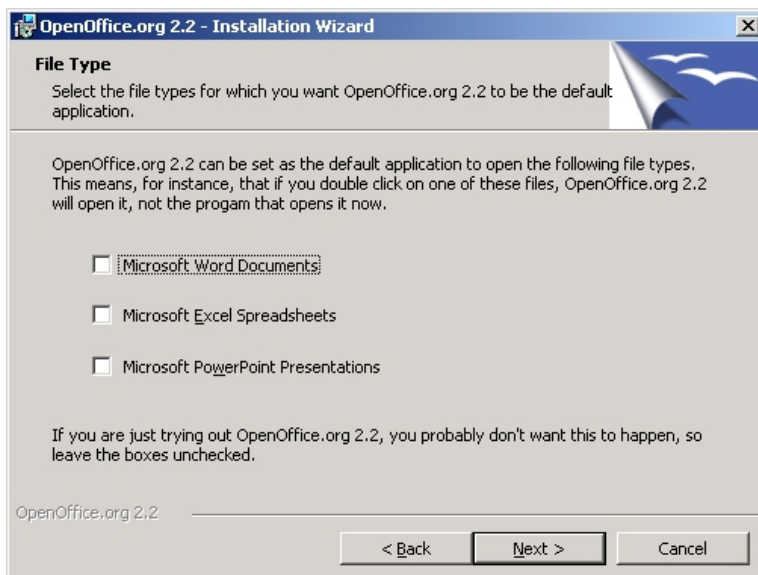 OpenOffice.org 2.2 - Installation Wizard
File Type
Select the file types for which you want OpenOffice.org 2.2 to be the default
application.
OpenOffice.org 2.2 can be set as the default application to open the following file types.
This means, for instance, that if you double click on one of these files, OpenOffice.org 2.2
will open it, not the progam that opens it now.
Microsoft Word Documents
Microsoft Excel Spreadsheets
Microsoft PowerPoint Presentations
If you are just trying out OpenOffice.org 2.2, you probably don't want this to happen, so
leave the boxes unchecked.
OpenOffice.org 2.2
< Back Next > Cancel